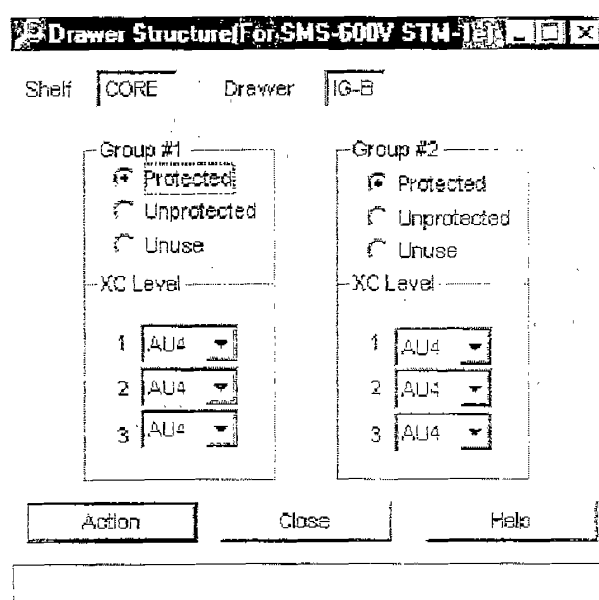 Drawer Structure(For SMS-600V STM-
Shelf CORE Drawer IG-B
Group #1 Group #2
Protected Protected
Unprotected Unprotected
Unuse Unuse
XC Level XC Level
1 AU4 1 AU4
2 AU4 2 AU4
3 AU4 3 AU4
Action Close Help